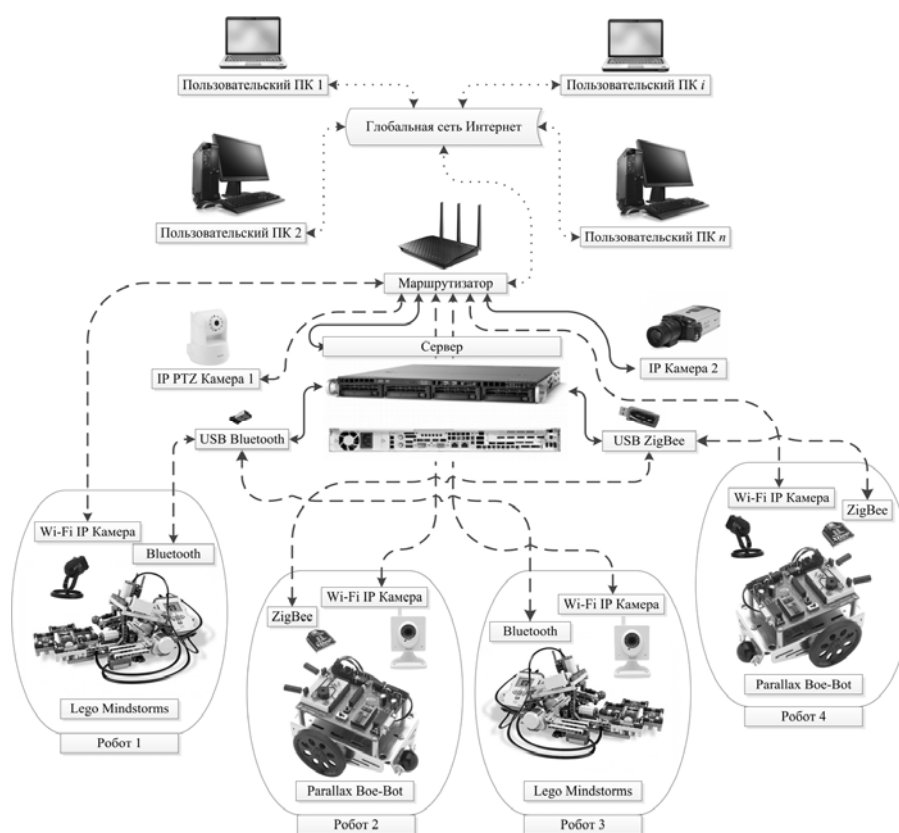 Пользовательский ПК 1
Пользовательский ПК i
Глобальная сеть Интернет
Пользовательский ПК 2
Пользовательский ПК n
Маршрутизатор
IP PTZ Камера 1
Сервер
IP Камера 2
USB Bluetooth
USB ZigBee
Wi-Fi IP Камера
Bluetooth
Lego Mindstorms
Робот 1
ZigBee
Wi-Fi IP Камера
Parallax Boe-Bot
Робот 2
Wi-Fi IP Камера
Bluetooth
Lego Mindstorms
Робот 3
Wi-Fi IP Камера
ZigBee
Parallax Boe-Bot
Робот 4